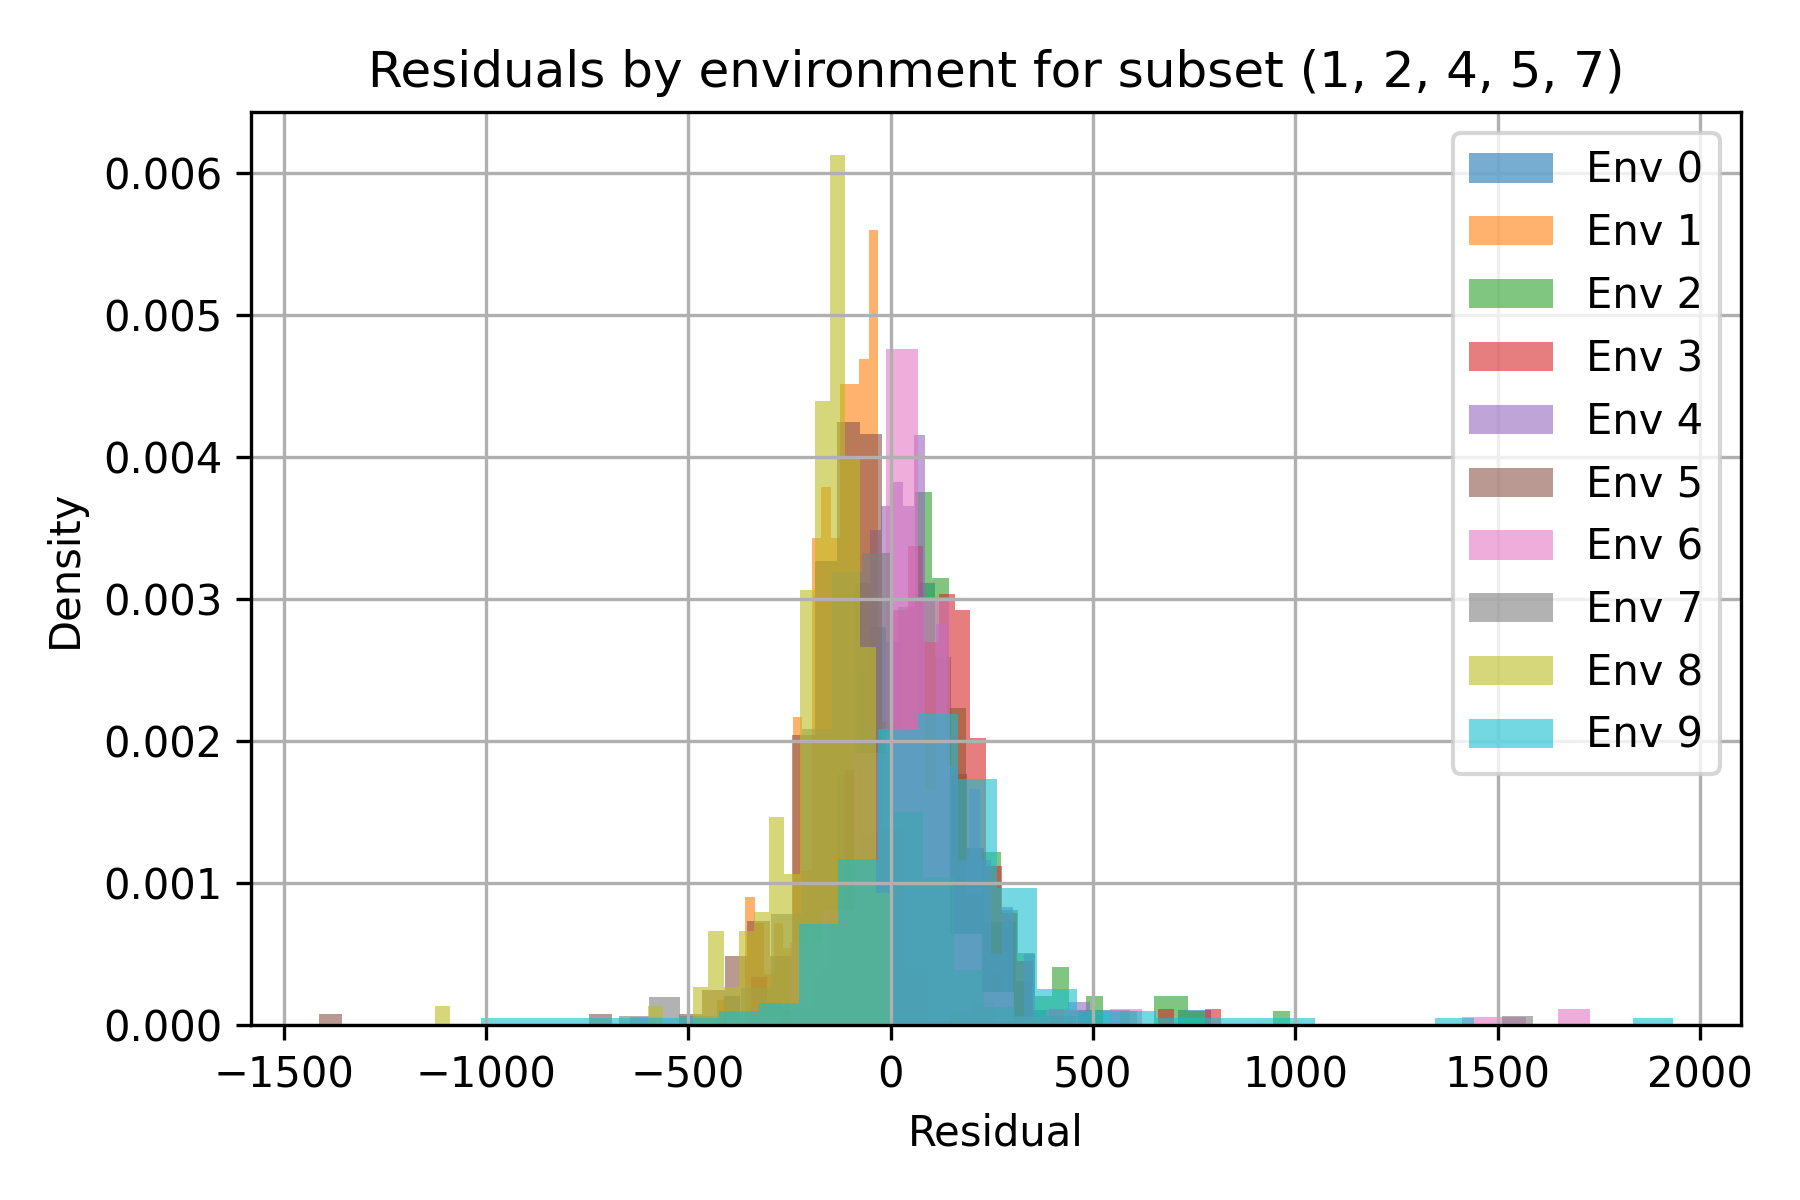 Residuals by environment for subset (1, 2, 4, 5, 7)
0.006
0.005
0.004
0.003
0.002
0.001
0.000
Density
−1500
−1000
−500
0
500
1000
1500
2000
Residual
Env 0
Env 1
Env 2
Env 3
Env 4
Env 5
Env 6
Env 7
Env 8
Env 9